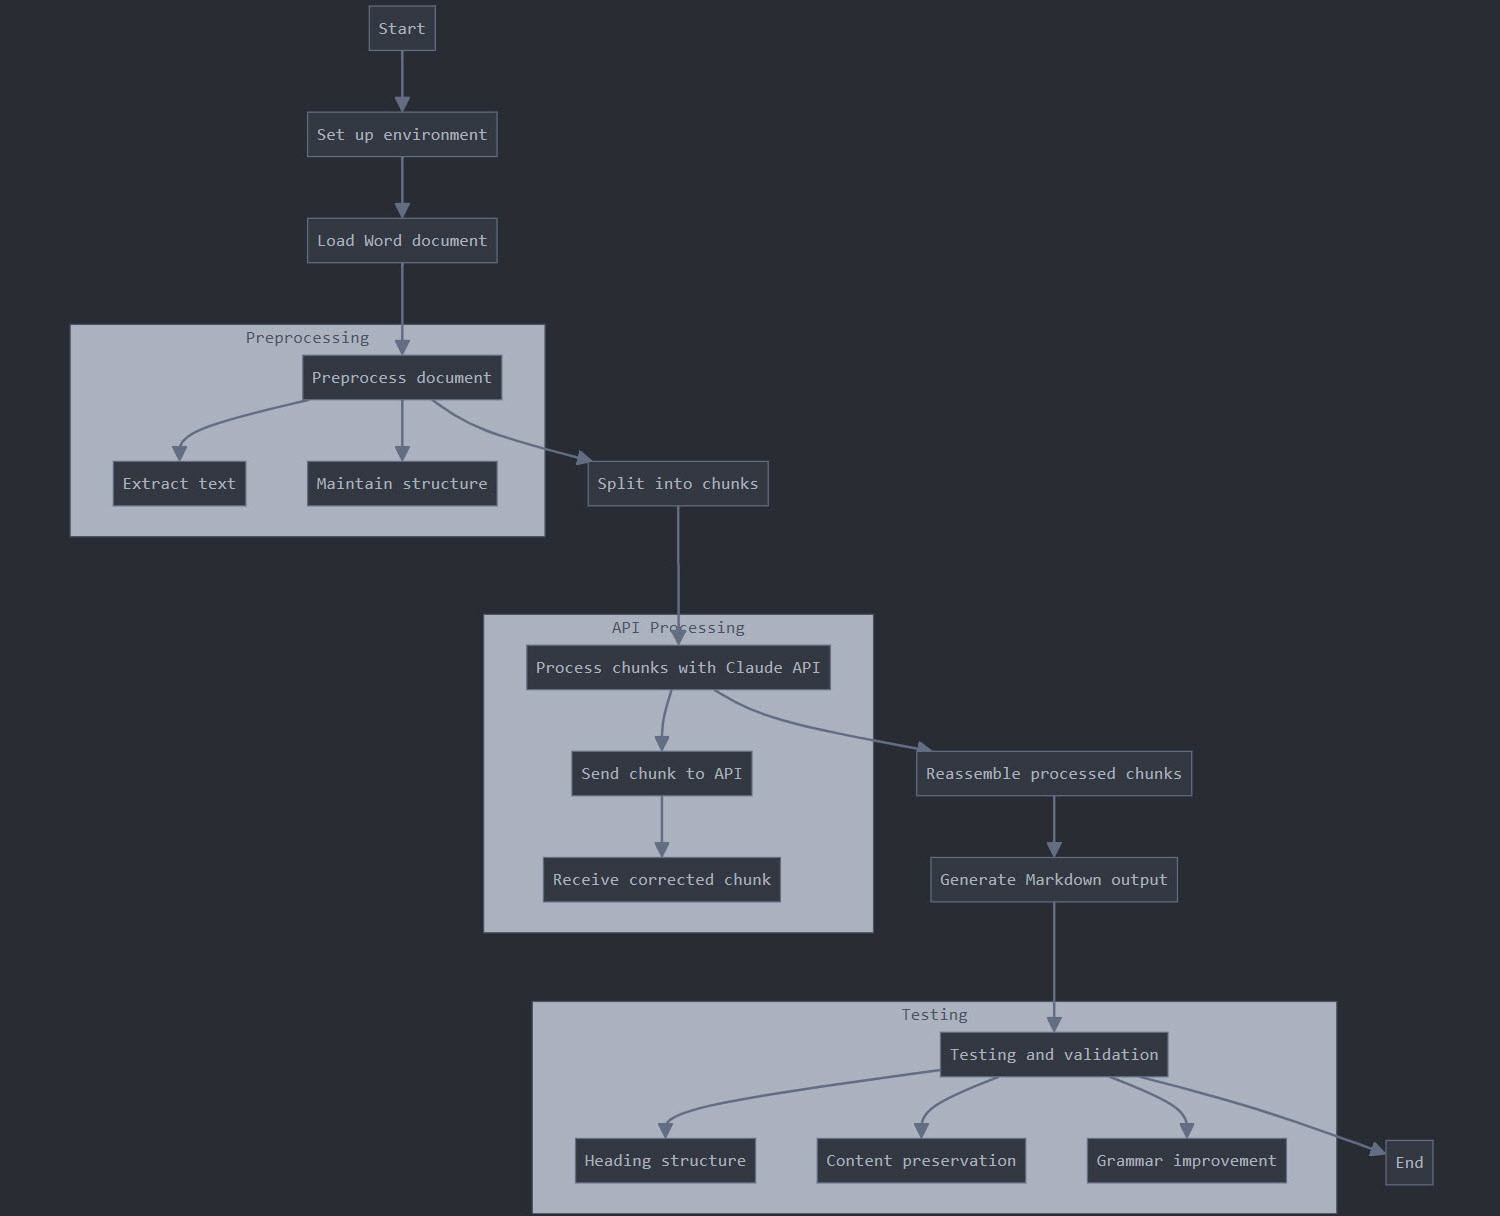 Start
Set up environment
Load Word document
Preprocessing
Preprocess document
Extract text
Maintain structure
Split into chunks
API Processing
Process chunks with Claude API
Send chunk to API
Reassemble processed chunks
Receive corrected chunk
Generate Markdown output
Testing
Testing and validation
Heading structure
Content preservation
Grammar improvement
End